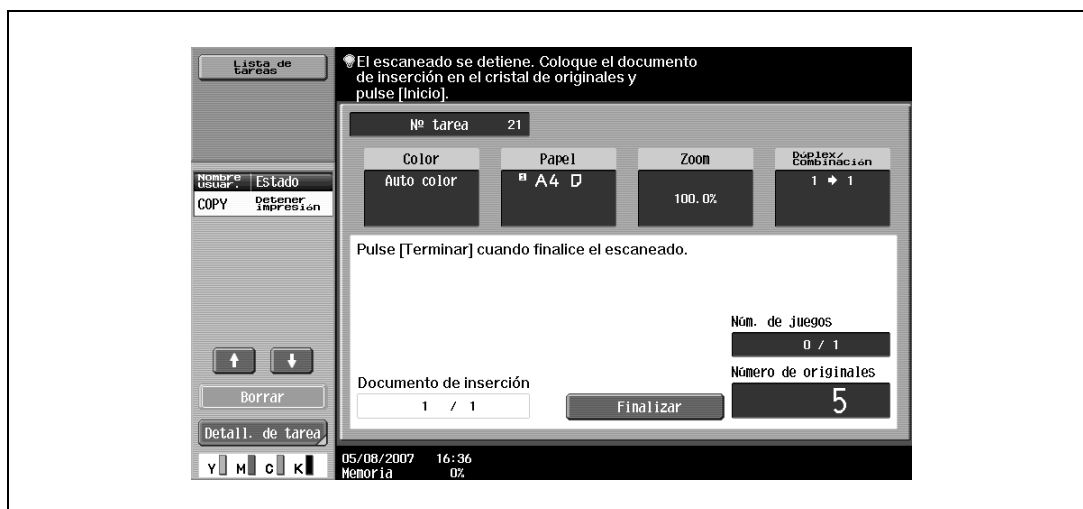 Lista de
tareas
El escaneado se detiene. Coloque el documento
de inserción en el cristal de originales y
pulse [Inicio].
Nº tarea 21
Color Papel Zoom Dúplex/
Combinación
Auto color 1 A4 100.0% 1 → 1
Nombre
usuar. Estado
COPY Detener
impresión
Pulse [Terminar] cuando finalice el escaneado.
Núm. de juegos
0 / 1
Número de originales
5
Documento de inserción
1 / 1
Finalizar
Borrar
Detall. de tarea
Y M C K
05/08/2007 16:36
Memoria 0%